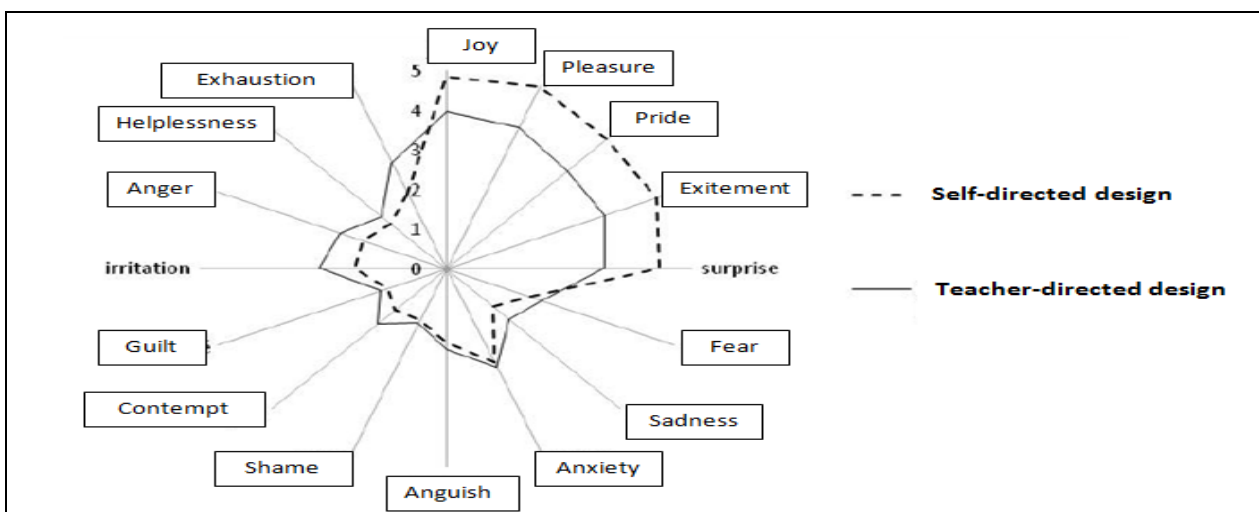 Joy
5
Pleasure
Exhaustion
4
Helplessness
Pride
3
Anger
2
Exitement
Self-directed design
1
irritation
0
surprise
Teacher-directed design
Guilt
Fear
Contempt
Sadness
Shame
Anxiety
Anguish